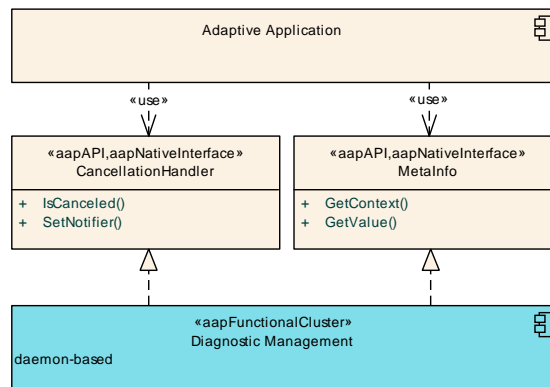 Adaptive Application
«use» «use»
«aapAPI,aapNativeInterface» «aapAPI,aapNativeInterface»
CancellationHandler MetaInfo
+ IsCanceled() + GetContext()
+ SetNotifier() + GetValue()
«aapFunctionalCluster»
Diagnostic Management
daemon-based